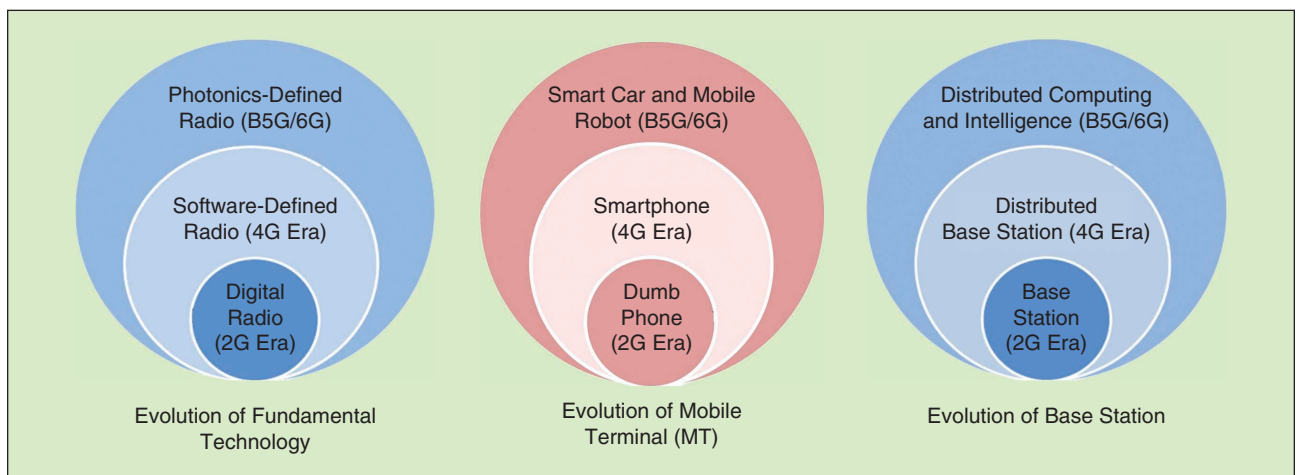 Photonics-Defined
Radio (B5G/6G)
Software-Defined
Radio (4G Era)
Digital
Radio
(2G Era)
Evolution of Fundamental
Technology
Smart Car and Mobile
Robot (B5G/6G)
Smartphone
(4G Era)
Dumb
Phone
(2G Era)
Evolution of Mobile
Terminal (MT)
Distributed Computing
and Intelligence (B5G/6G)
Distributed
Base Station (4G Era)
Base
Station
(2G Era)
Evolution of Base Station